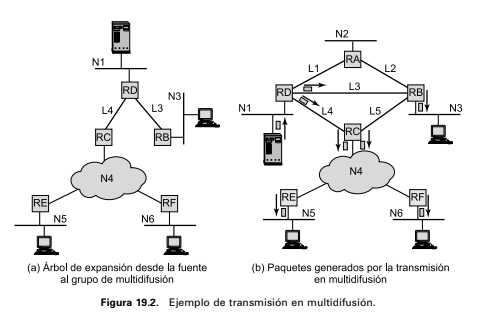 N1
RD
N3
L4
L3
RC
RB
N4
RE
RF
N5
N6
(a) Árbol de expansión desde la fuente
al grupo de multidifusión
N2
RA
L1
L2
RD
L3
RB
N1
L4
L5
N3
RC
N4
RE
RF
N5
N6
(b) Paquetes generados por la transmisión
en multidifusión
Figura 19.2. Ejemplo de transmisión en multidifusión.